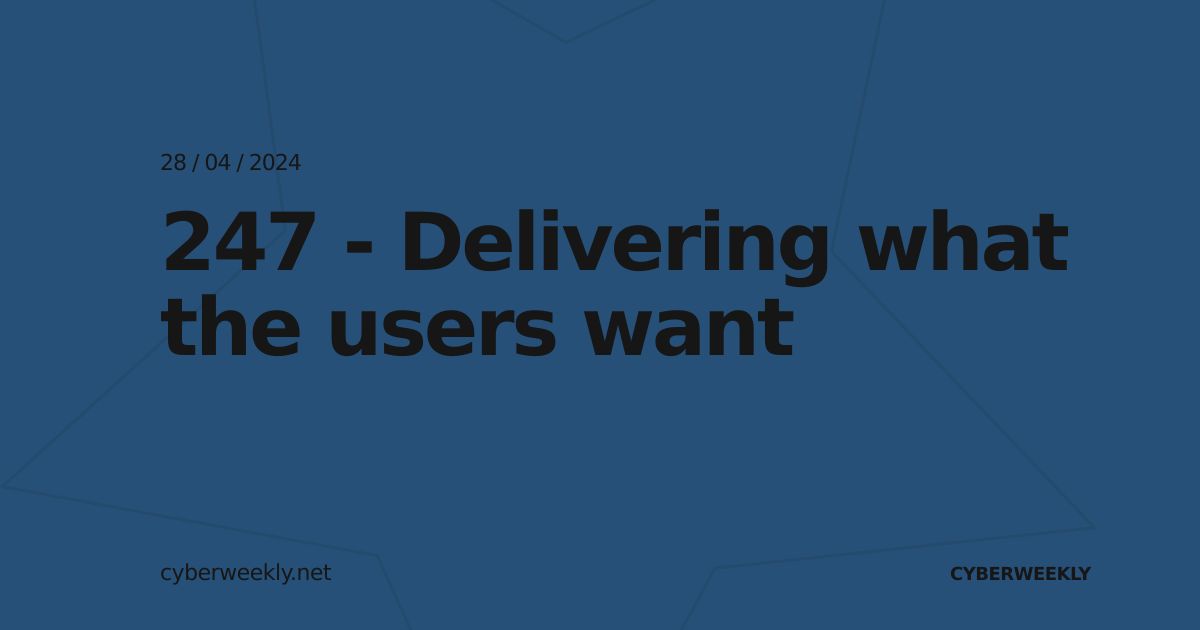 28 / 04 / 2024
247 - Delivering what
the users want
cyberweekly.net
CYBERWEEKLY